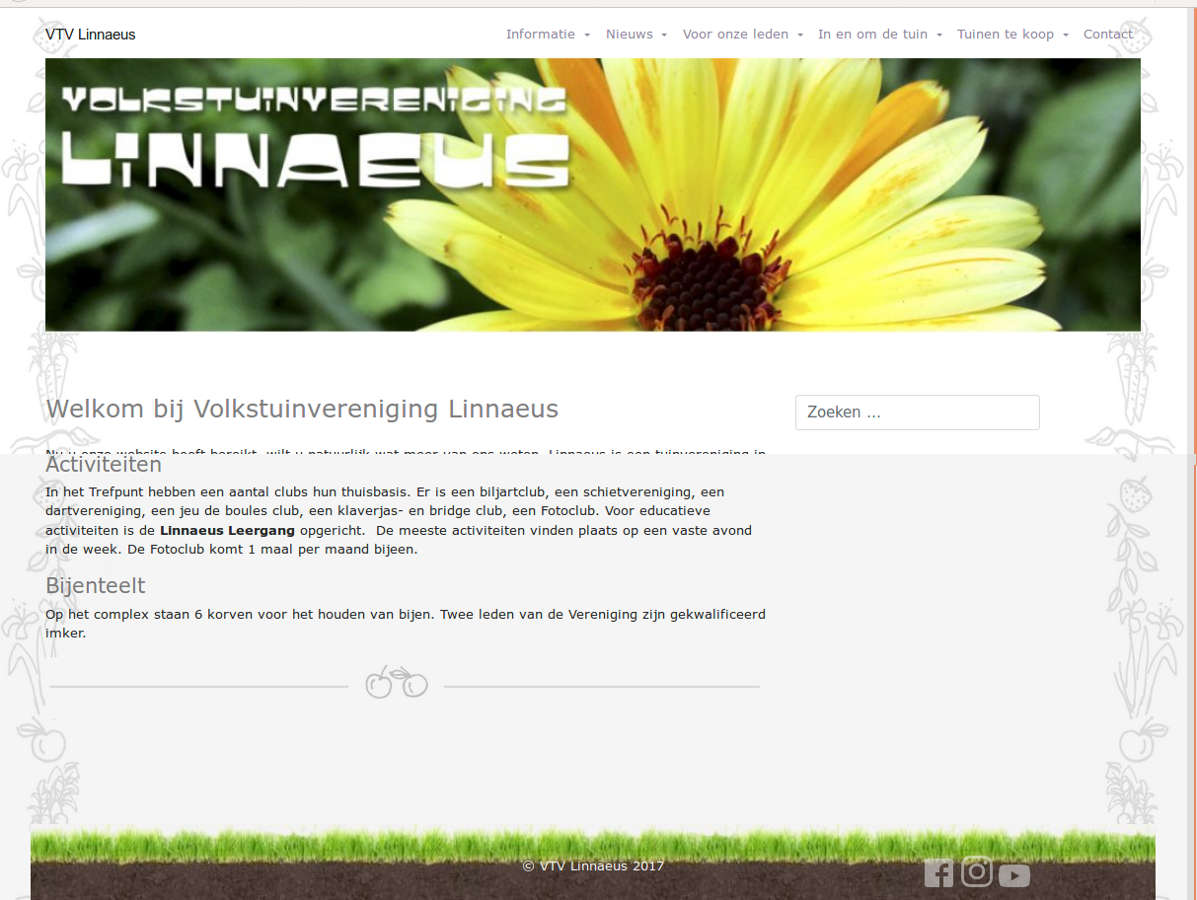 VTV Linnaeus
Informatie Nieuws Voor onze leden In en om de tuin Tuinen te koop Contact
VOLKSTUINVERENIGING
LINNAEUS
Welkom bij Volkstuinvereniging Linnaeus
Zoeken ...
Nu u onze website heeft bereikt, wilt u natuurlijk wat meer van ons weten. Linnaeus is een tuinvereniging in
Activiteiten
In het Trefpunt hebben een aantal clubs hun thuisbasis. Er is een biljartclub, een schietvereniging, een
dartvereniging, een jeu de boules club, een klaverjas- en bridge club, een Fotoclub. Voor educatieve
activiteiten is de Linnaeus Leergang opgericht. De meeste activiteiten vinden plaats op een vaste avond
in de week. De Fotoclub komt 1 maal per maand bijeen.
Bijenteelt
Op het complex staan 6 korven voor het houden van bijen. Twee leden van de Vereniging zijn gekwalificeerd
imker.
© VTV Linnaeus 2017